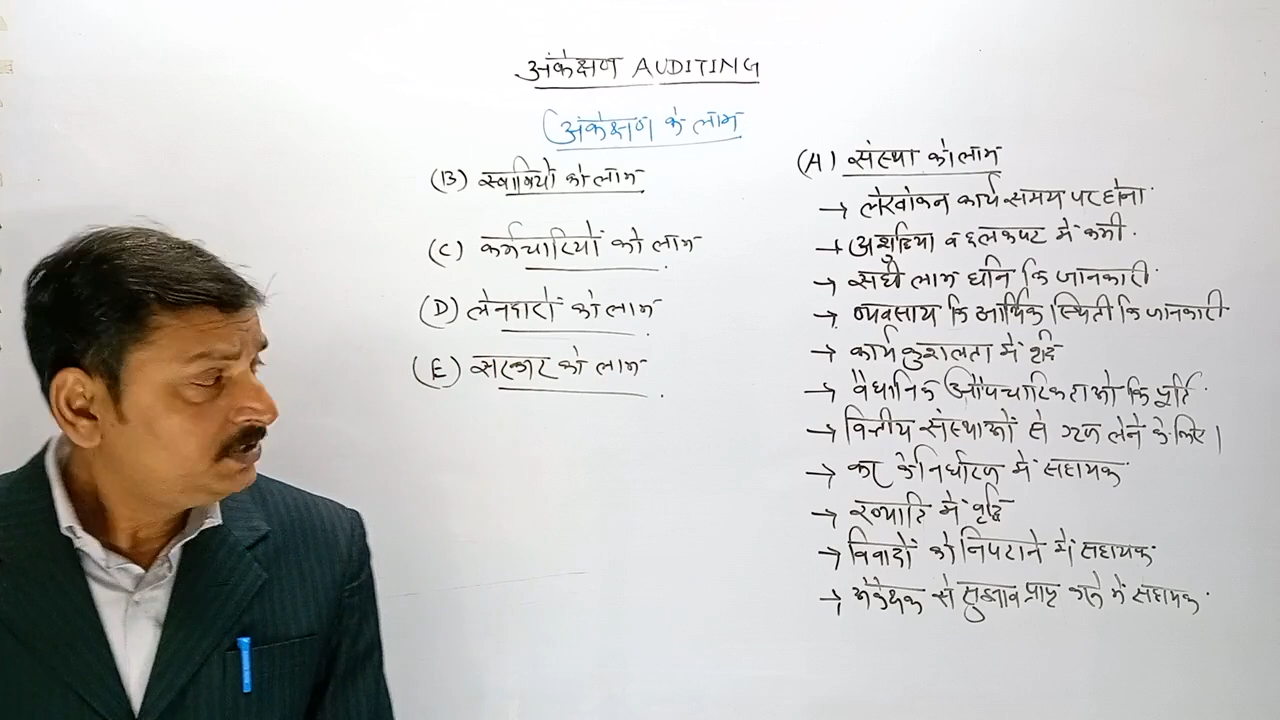 अंकेक्षण AUDITING
अंकेक्षण के लाभ
(A) संस्था को लाभ
→ लेखांकन कार्य समय पर होना
→ अशुद्धिया व छलकपट में कमी.
→ सही लाभ हानि कि जानकारी
→ व्यवसाय कि आर्थिक स्थिती कि जानकारी
→ कार्य कुशलता में वृद्धि
→ वैधानिक औपचारिकताओ कि पूर्ति.
→ वित्तीय संस्थाओं से ऋण लेने के लिए।
→ कर के निर्धारण में सहायक
→ ख्याति में वृद्धि
→ विवादों को निपटाने में सहायक
→ अंकेक्षक से सुझाव प्राप्त करने में सहायक.
(B) स्वामियों को लाभ
(C) कर्मचारियों को लाभ
(D) लेनदारों को लाभ
(E) सरकार को लाभ